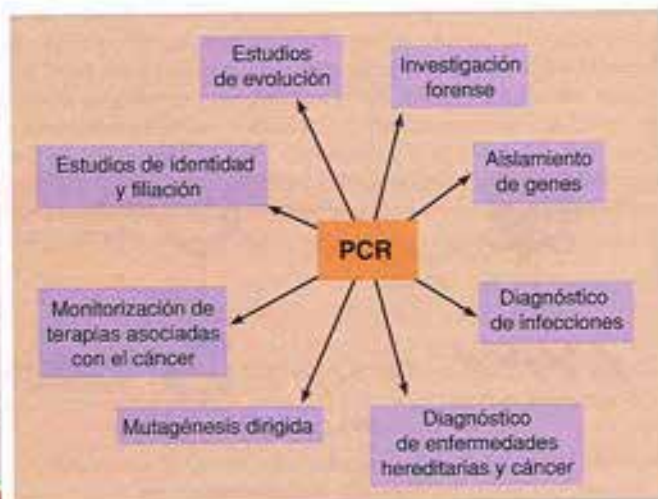 Estudios
de evolución
Investigación
forense
Estudios de identidad
y filiación
Aislamiento
de genes
PCR
Monitorización de
terapias asociadas
con el cáncer
Diagnóstico
de infecciones
Mutagénesis dirigida
Diagnóstico
de enfermedades
hereditarias y cáncer